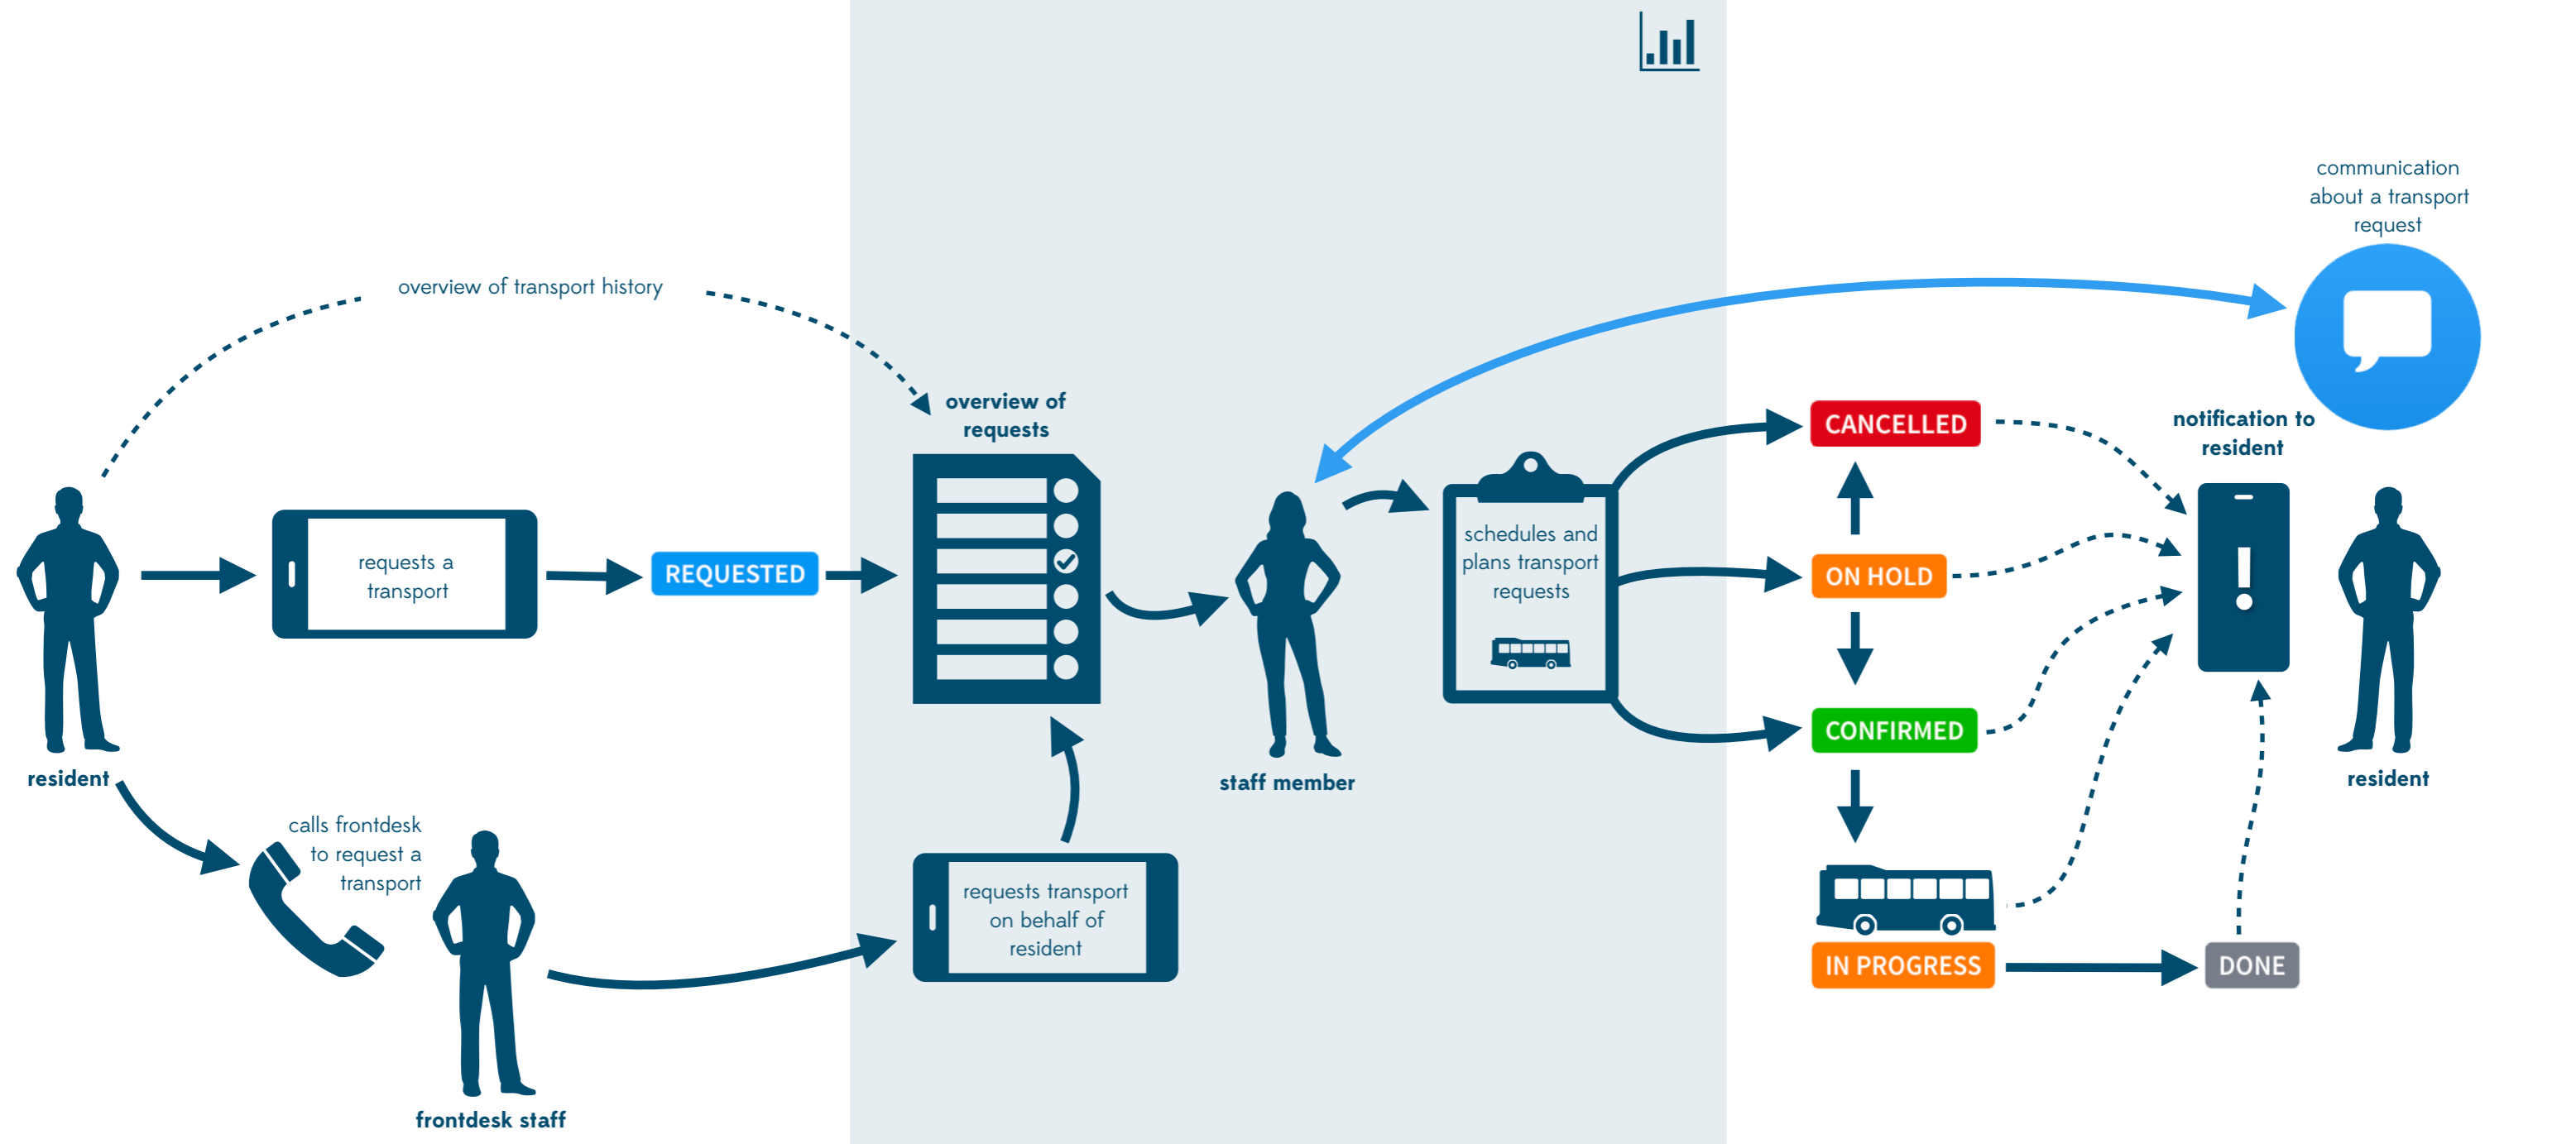 communication
about a transport
request
overview of transport history
overview of
requests
notification to
resident
CANCELLED
schedules and
plans transport
requests
requests a
transport
REQUESTED
ON HOLD
CONFIRMED
resident
staff member
resident
calls frontdesk
to request a
transport
requests transport
on behalf of
resident
IN PROGRESS
DONE
frontdesk staff